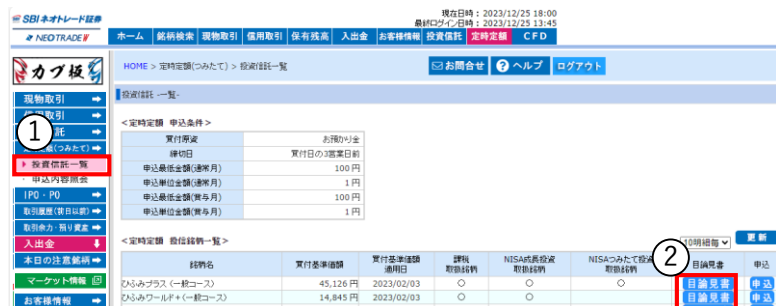 SBIネオトレード証券
現在日時：2023/12/25 18:00
最終ログイン日時：2023/12/25 13:45
NEOTRADE W
ホーム 銘柄検索 現物取引 信用取引 保有残高 入出金 お客様情報 投資信託 定時定額 CFD
カブ板
HOME > 定時定額(つみたて) > 投資信託一覧
お問合せ ヘルプ ログアウト
投資信託 -一覧-
現物取引
信用取引
1
(つみたて)
投資信託一覧
申込内容照会
IPO・PO
取引履歴(前日以前)
取引余力・預り資産
入出金
本日の注意銘柄
マーケット情報
お客様情報
<定時定額 申込条件>
買付原資 お預かり金
締切日 買付日の3営業日前
申込最低金額(通常月) 100 円
申込単位金額(通常月) 1 円
申込最低金額(賞与月) 100 円
申込単位金額(賞与月) 1 円
<定時定額 投信銘柄一覧>
10明細毎 更新
2
銘柄名 買付基準価額 買付基準価額適用日 課税取扱銘柄 NISA成長投資取扱銘柄 NISAつみたて投資取扱銘柄 目論見書 申込
ひふみプラス (一般コース) 45,126 円 2023/02/03 ○ ○ ○ 目論見書 申込
ひふみワールド+ (一般コース) 14,845 円 2023/02/03 ○ ○ 目論見書 申込